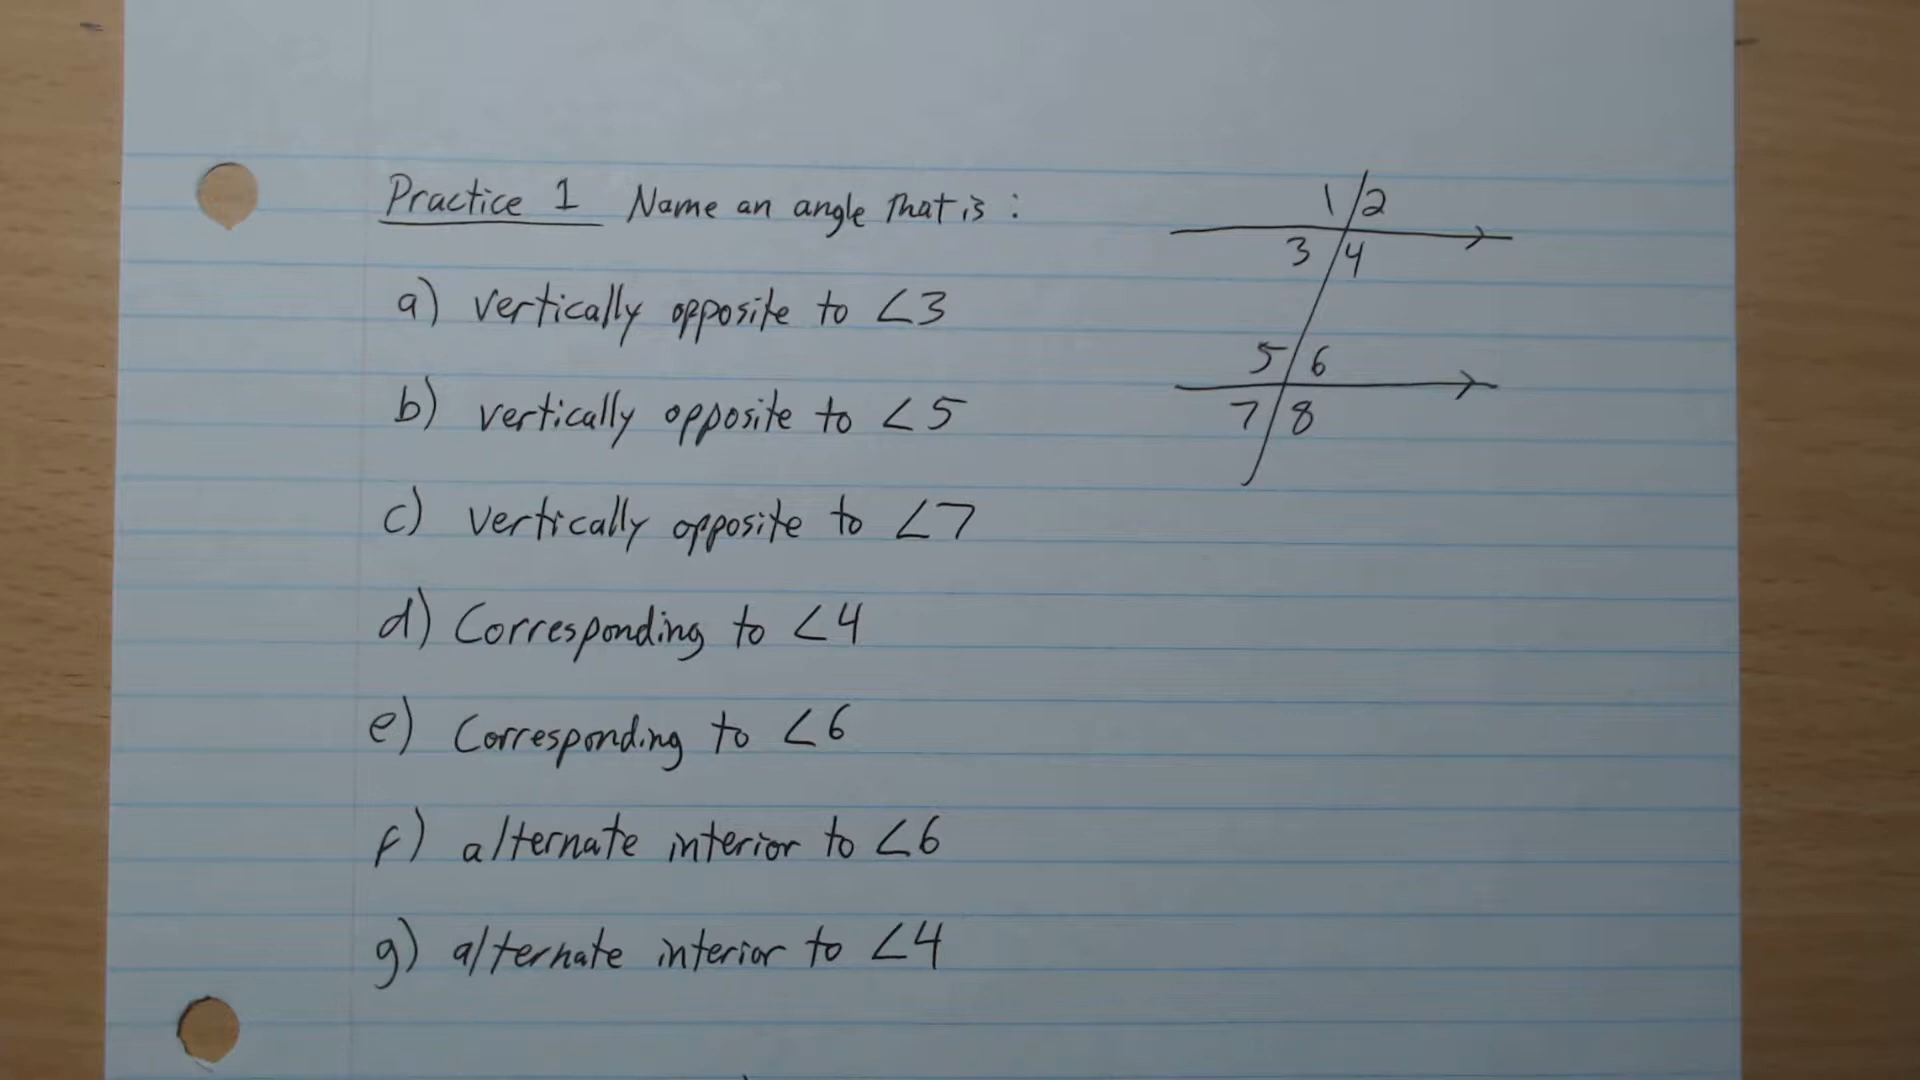 Practice 1 Name an angle that is :
1 2
3 4
a) vertically opposite to <3
5 6
b) vertically opposite to <5
7 8
c) vertically opposite to <7
d) Corresponding to <4
e) Corresponding to <6
f) alternate interior to <6
g) alternate interior to <4